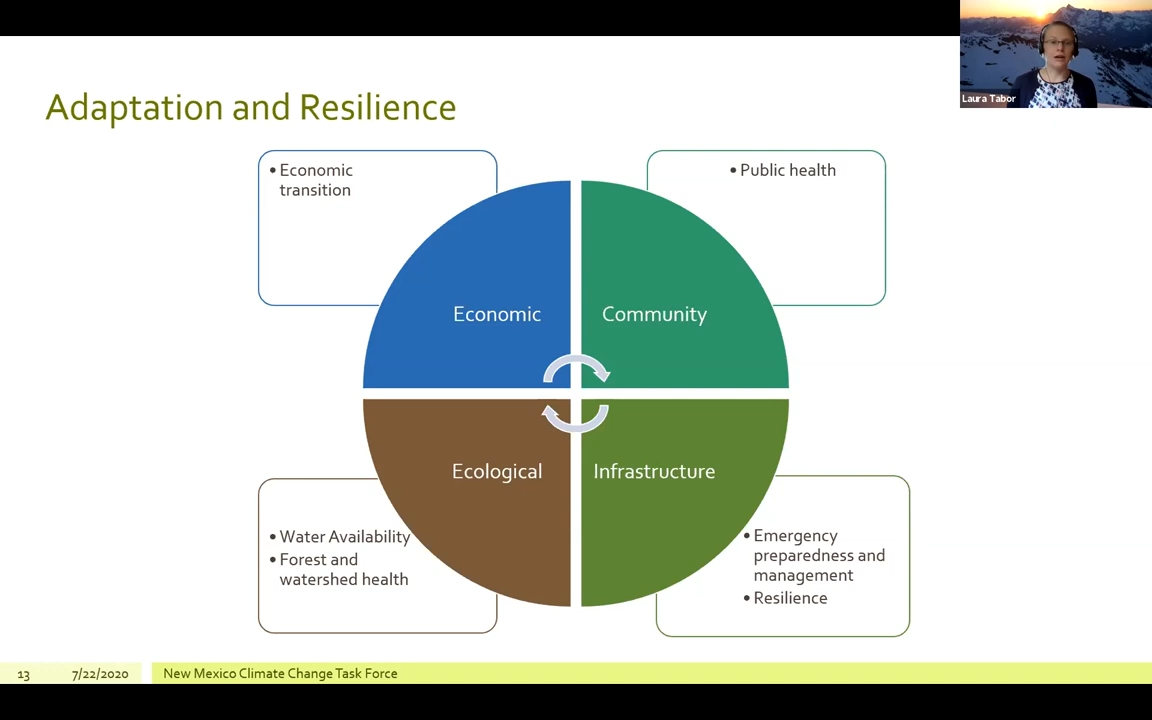 Laura Tabor
Adaptation and Resilience
• Economic
transition
• Public health
Economic
Community
Ecological
Infrastructure
• Water Availability
• Forest and
watershed health
• Emergency
preparedness and
management
• Resilience
13
7/22/2020
New Mexico Climate Change Task Force